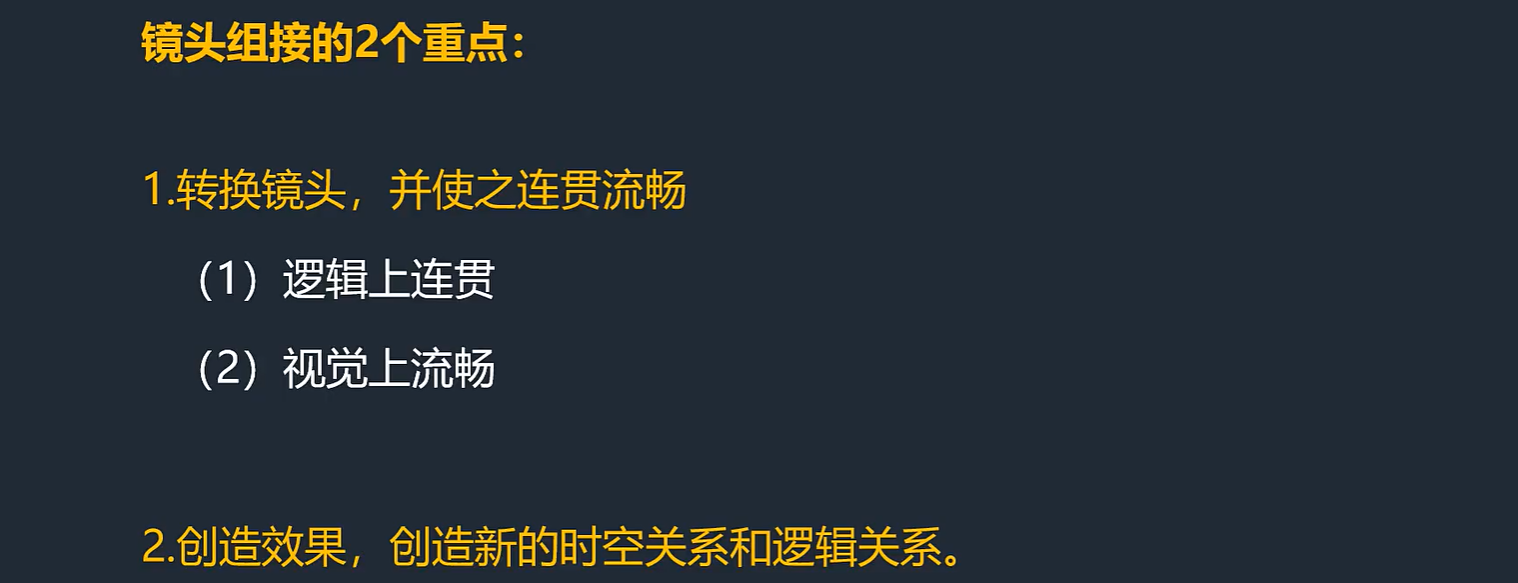 镜头组接的2个重点：
1.转换镜头，并使之连贯流畅
（1）逻辑上连贯
（2）视觉上流畅
2.创造效果，创造新的时空关系和逻辑关系。